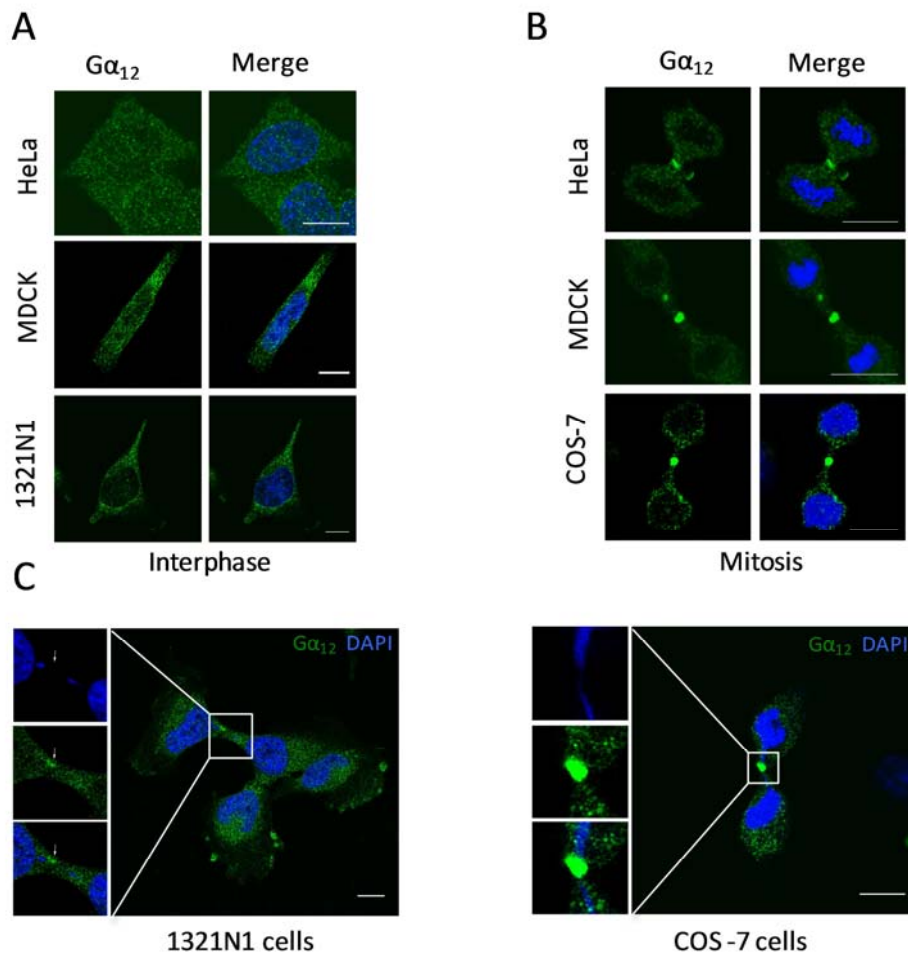 A
Gα₁₂ Merge
HeLa
MDCK
1321N1
Interphase
B
Gα₁₂ Merge
HeLa
MDCK
COS-7
Mitosis
C
Gα₁₂ DAPI
1321N1 cells
Gα₁₂ DAPI
COS -7 cells